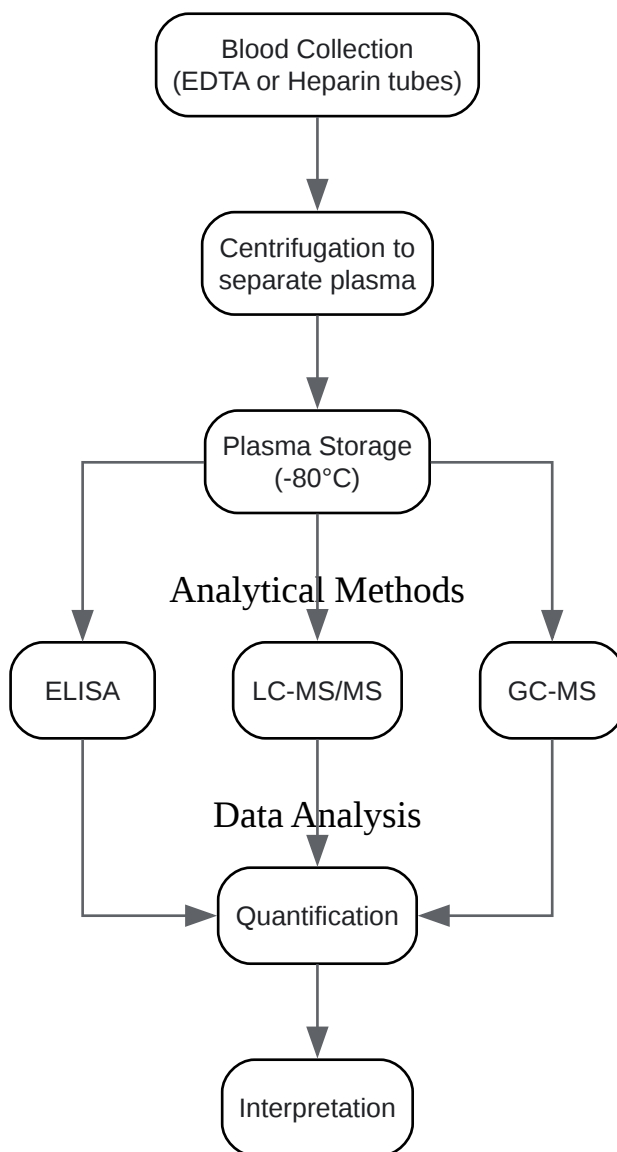 Blood Collection
(EDTA or Heparin tubes)
Centrifugation to
separate plasma
Plasma Storage
(-80°C)
Analytical Methods
ELISA
LC-MS/MS
GC-MS
Data Analysis
Quantification
Interpretation